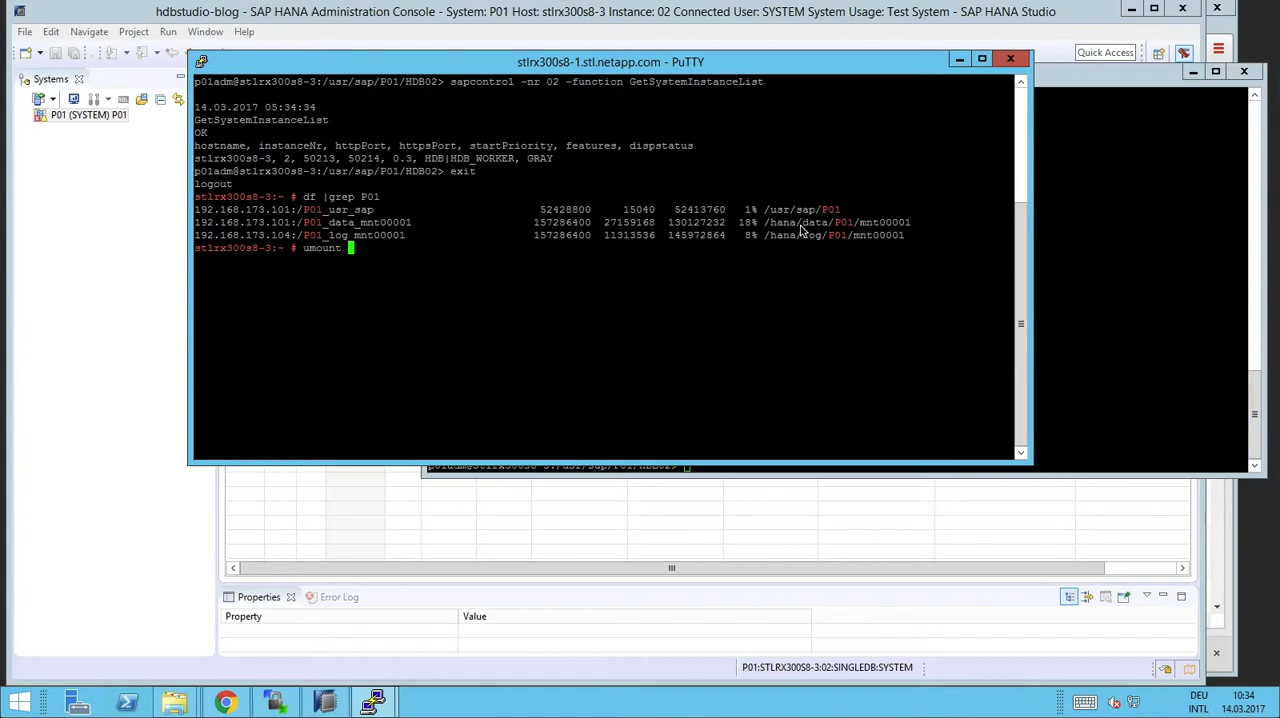 hdbstudio-blog - SAP HANA Administration Console - System: P01 Host: stlrx300s8-3 Instance: 02 Connected User: SYSTEM System Usage: Test System - SAP HANA Studio
File Edit Navigate Project Run Window Help
Quick Access
Systems
P01 (SYSTEM) P01
stlrx300s8-1.stl.netapp.com - PuTTY
p01adm@stlrx300s8-3:/usr/sap/P01/HDB02> sapcontrol -nr 02 -function GetSystemInstanceList
14.03.2017 05:34:34
GetSystemInstanceList
OK
hostname, instanceNr, httpPort, httpsPort, startPriority, features, dispstatus
stlrx300s8-3, 2, 50213, 50214, 0.3, HDB|HDB_WORKER, GRAY
p01adm@stlrx300s8-3:/usr/sap/P01/HDB02> exit
logout
stlrx300s8-3:~ # df |grep P01
192.168.173.101:/P01_usr_sap 52428800 15040 52413760 1% /usr/sap/P01
192.168.173.101:/P01_data_mnt00001 157286400 27159168 130127232 18% /hana/data/P01/mnt00001
192.168.173.104:/P01_log_mnt00001 157286400 11313536 145972864 8% /hana/log/P01/mnt00001
stlrx300s8-3:~ # umount
p01adm@stlrx300s8-3:/usr/sap/P01/HDB02>
Properties Error Log
Property Value
P01:STLRX300S8-3:02:SINGLEDB:SYSTEM
DEU 10:34
INTL 14.03.2017